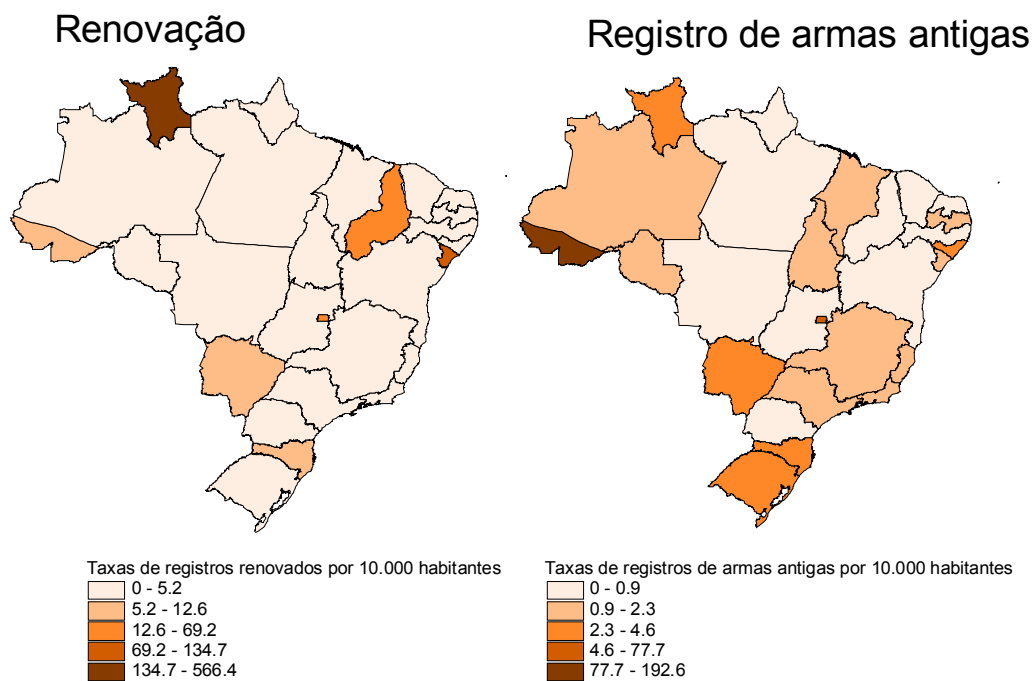 Renovação
Registro de armas antigas
Taxas de registros renovados por 10.000 habitantes
0 - 5.2
5.2 - 12.6
12.6 - 69.2
69.2 - 134.7
134.7 - 566.4
Taxas de registros de armas antigas por 10.000 habitantes
0 - 0.9
0.9 - 2.3
2.3 - 4.6
4.6 - 77.7
77.7 - 192.6